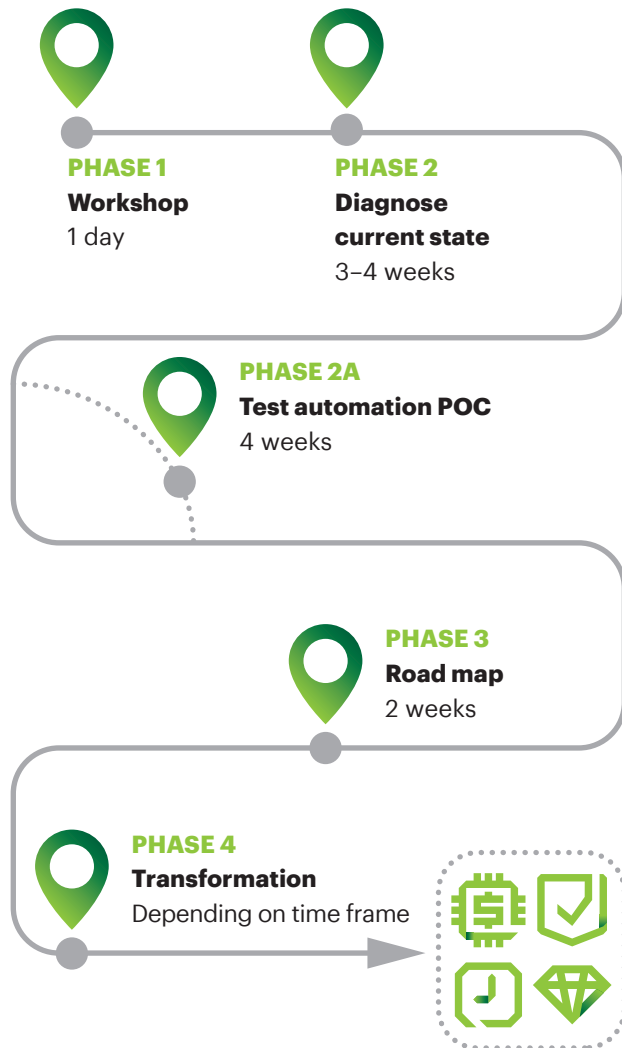 PHASE 1
Workshop
1 day
PHASE 2
Diagnose
current state
3–4 weeks
PHASE 2A
Test automation POC
4 weeks
PHASE 3
Road map
2 weeks
PHASE 4
Transformation
Depending on time frame
$